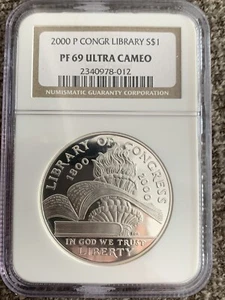 2000 P CONGR LIBRARY S$1
PF 69 ULTRA CAMEO
2340978-012
NUMISMATIC GUARANTY CORPORATION
LIBRARY OF CONGRESS
1800 2000
IN GOD WE TRUST
LIBERTY